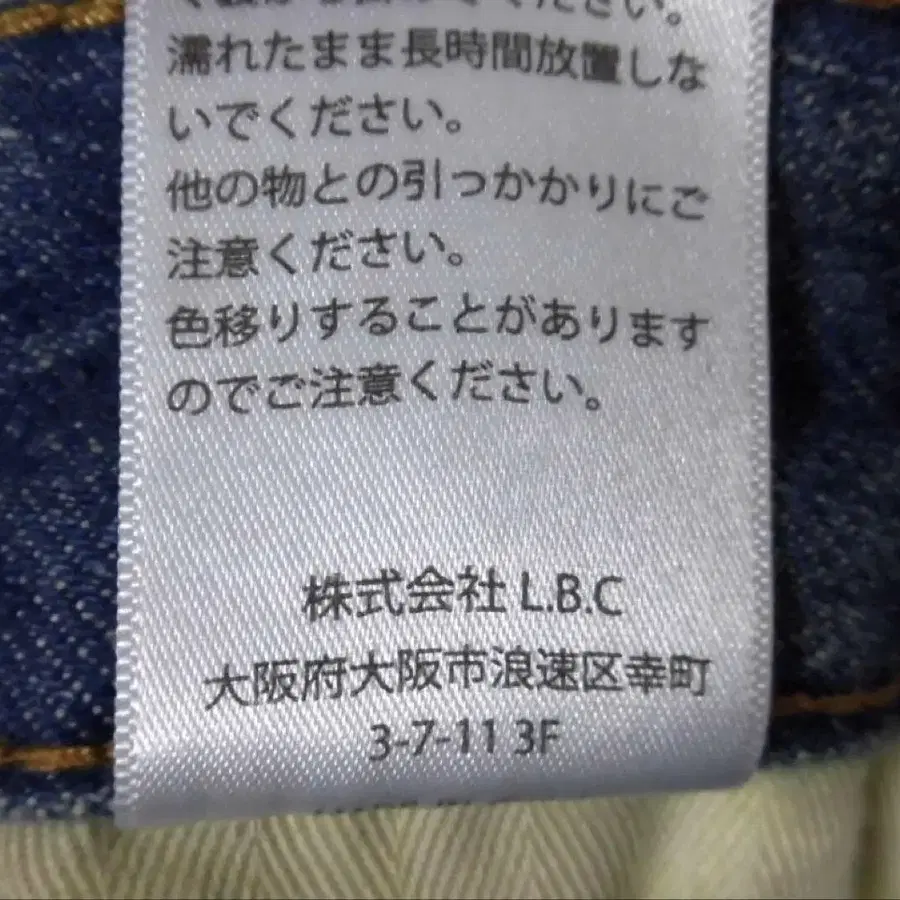 ください。
濡れたまま長時間放置しな
いでください。
他の物との引っかかりにご
注意ください。
色移りすることがあります
のでご注意ください。
株式会社 L.B.C
大阪府大阪市浪速区幸町
3-7-11 3F